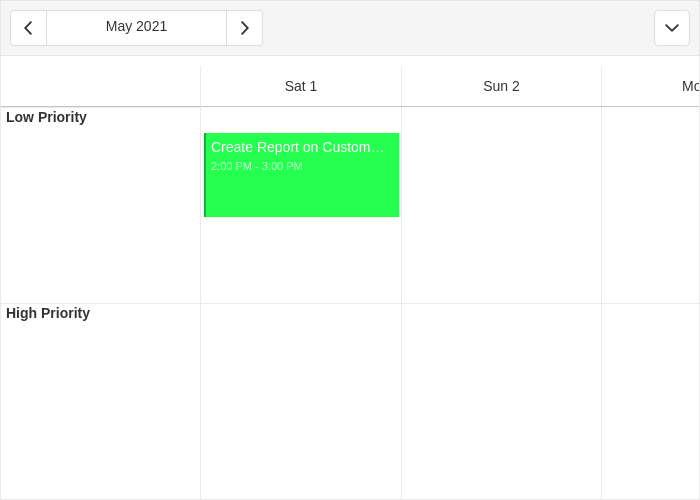 May 2021
Sat 1
Sun 2
Low Priority
Create Report on Custom…
2:00 PM - 3:00 PM
High Priority